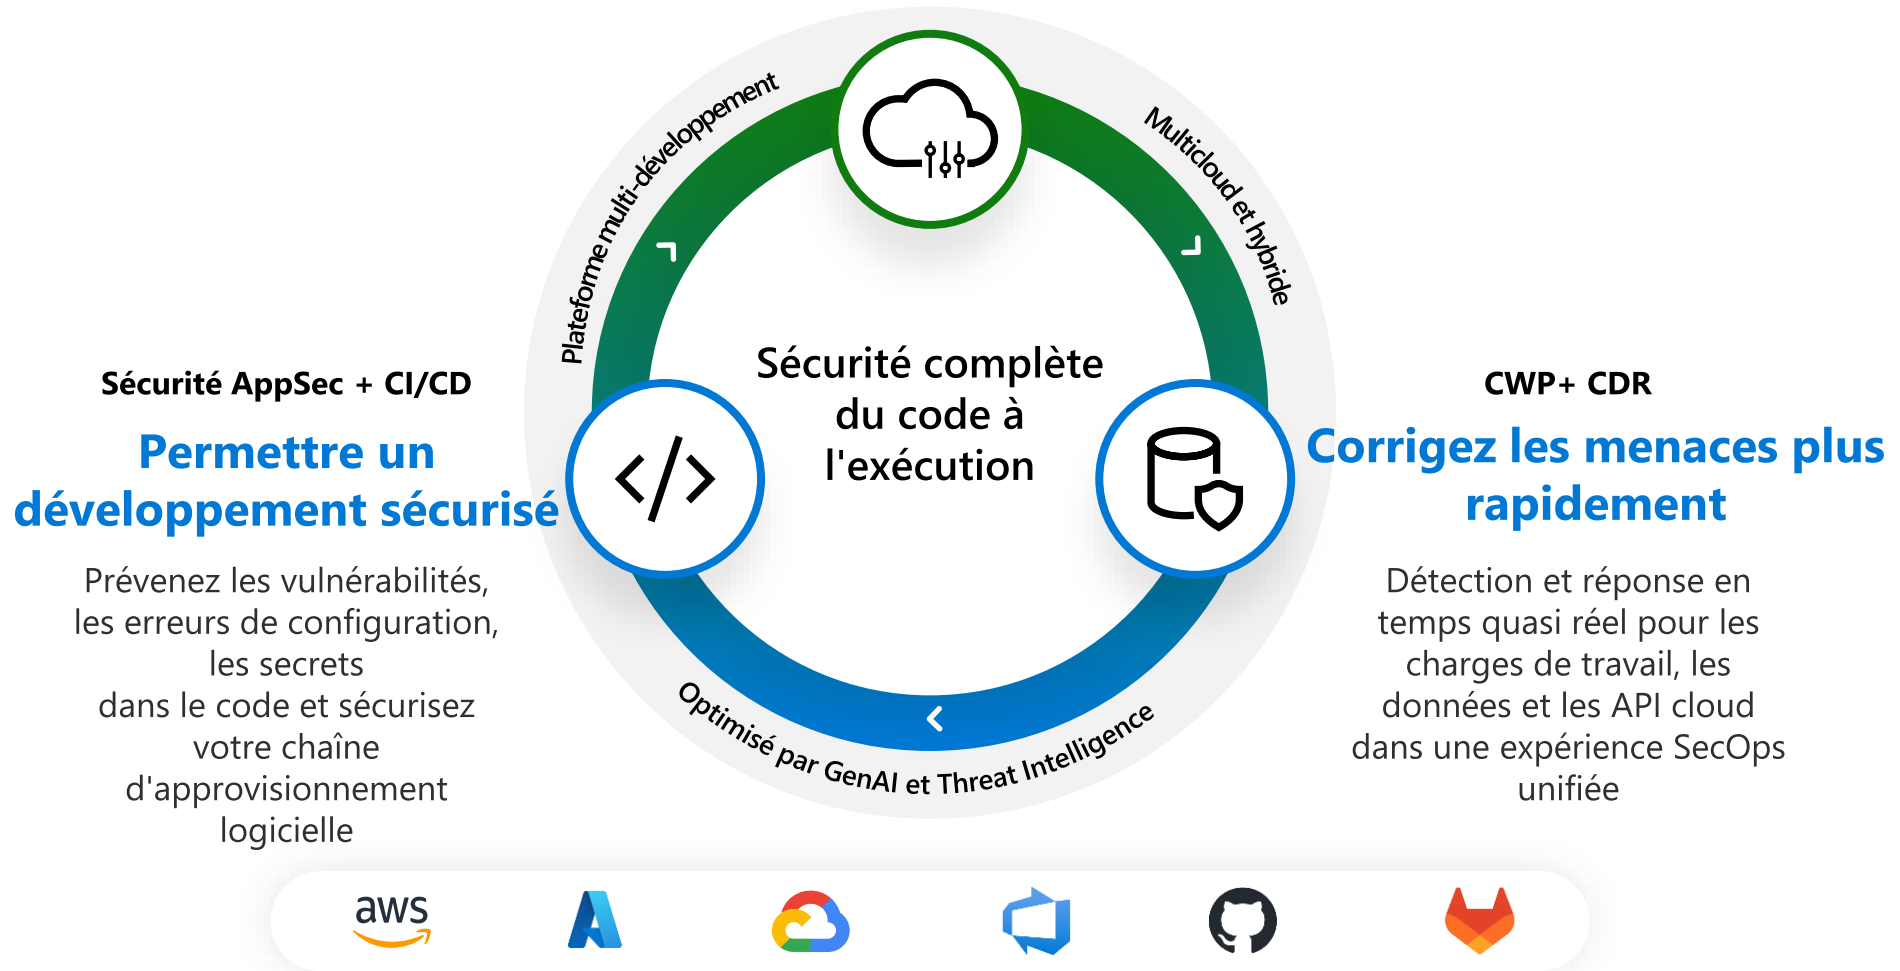 Plateforme multi-développement
Multicloud et hybride
Sécurité complète
du code à
l'exécution
Sécurité AppSec + CI/CD
Permettre un
développement sécurisé
Prévenez les vulnérabilités,
les erreurs de configuration,
les secrets
dans le code et sécurisez
votre chaîne
d'approvisionnement
logicielle
CWP+ CDR
Corrigez les menaces plus
rapidement
Détection et réponse en
temps quasi réel pour les
charges de travail, les
données et les API cloud
dans une expérience SecOps
unifiée
Optimisé par GenAI et Threat Intelligence
aws